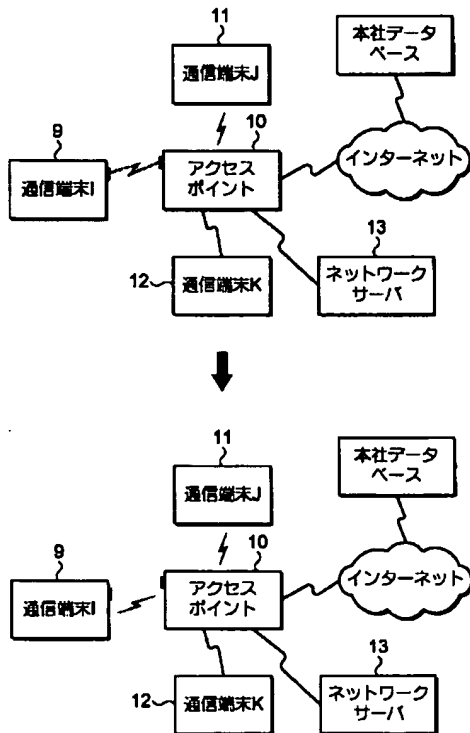 11
通信端末J
本社データ
ベース
9
通信端末I
10
アクセス
ポイント
インターネット
12
通信端末K
13
ネットワーク
サーバ
11
通信端末J
本社データ
ベース
9
通信端末I
10
アクセス
ポイント
インターネット
12
通信端末K
13
ネットワーク
サーバ